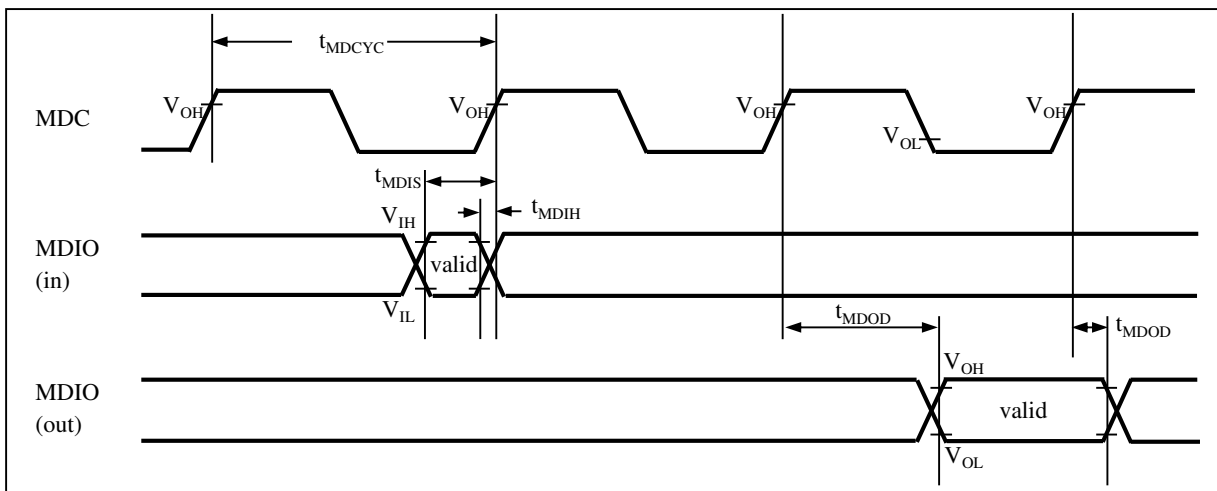 tMDCYC
MDC
VOH
VOH
VOH
VOH
VOL
tMDIS
tMDIH
MDIO
(in)
VIH
valid
VIL
tMDOD
tMDOD
MDIO
(out)
VOH
valid
VOL